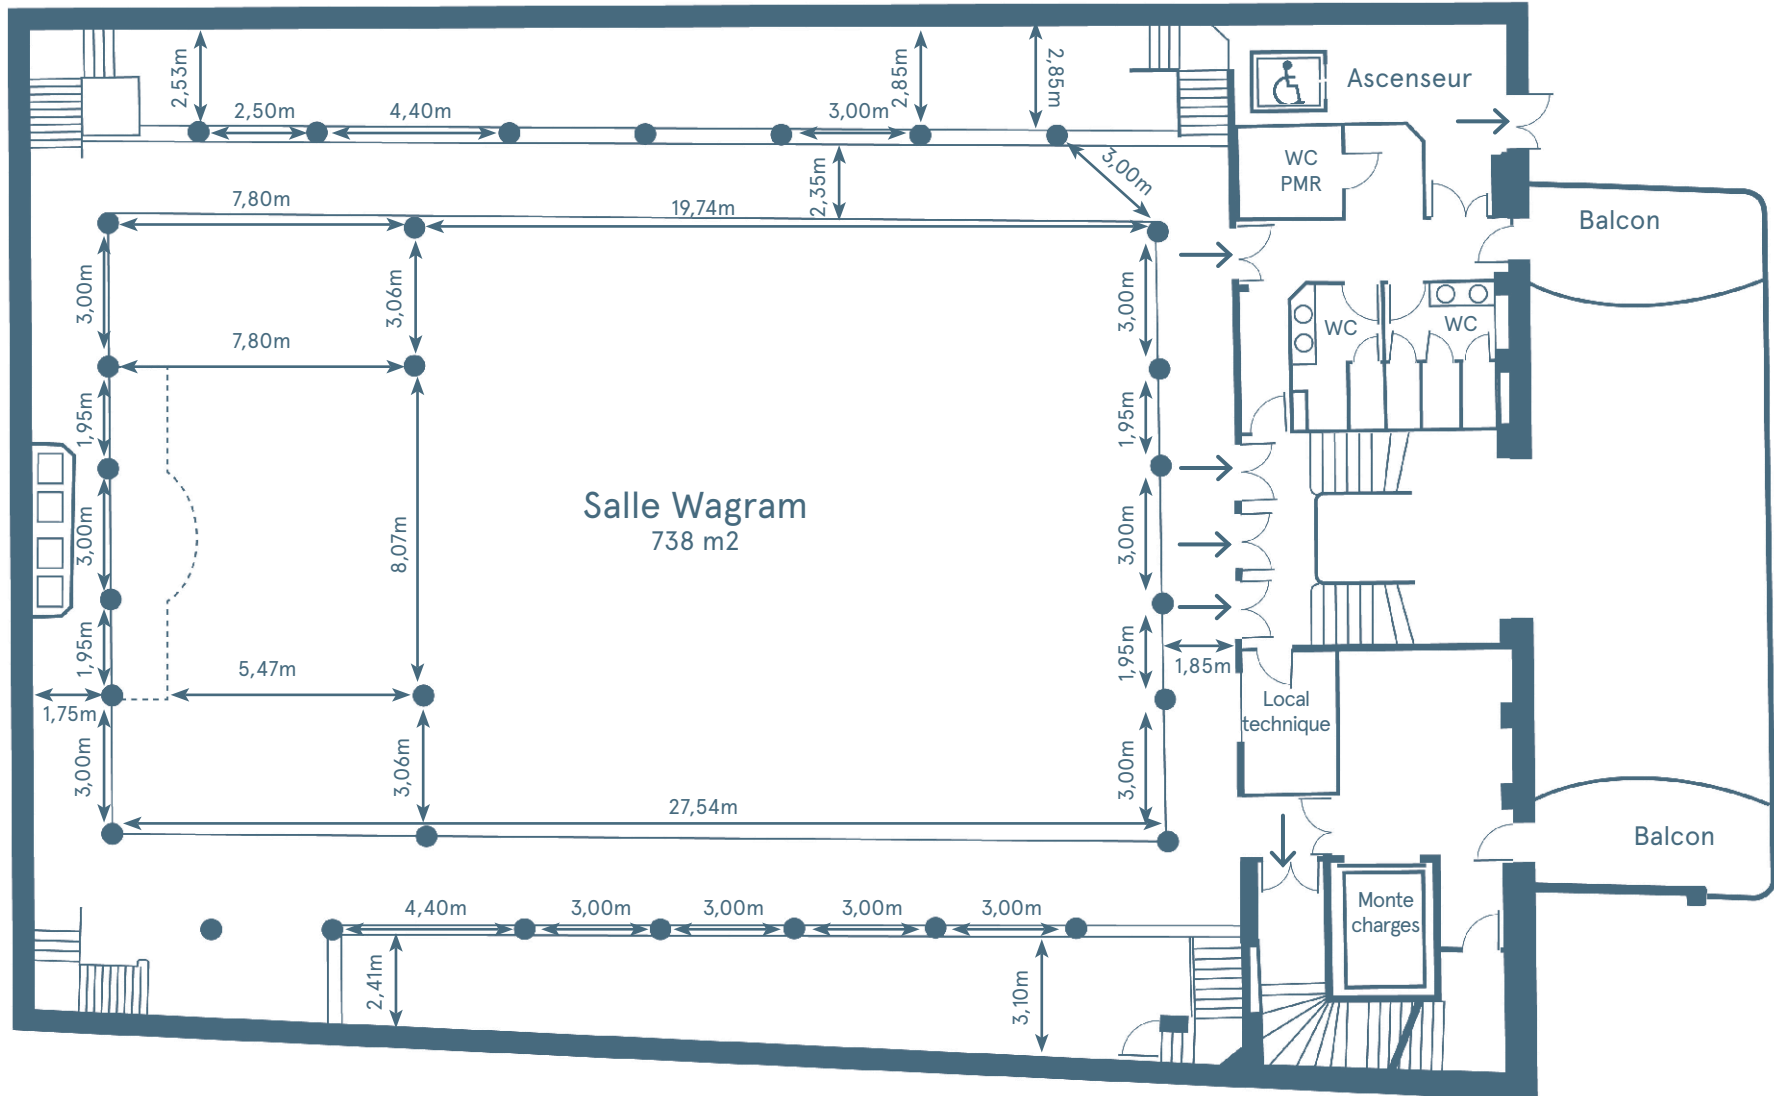 2,53m
2,50m
4,40m
3,00m
2,85m
2,85m
Ascenseur
WC
PMR
3,00m
2,35m
7,80m
19,74m
Balcon
3,00m
3,06m
3,00m
7,80m
WC
WC
1,95m
1,95m
Salle Wagram
738 m2
3,00m
8,07m
3,00m
1,95m
1,95m
1,85m
5,47m
1,75m
Local
technique
3,00m
3,06m
3,00m
27,54m
Balcon
4,40m
3,00m
3,00m
3,00m
3,00m
Monte
charges
2,41m
3,10m